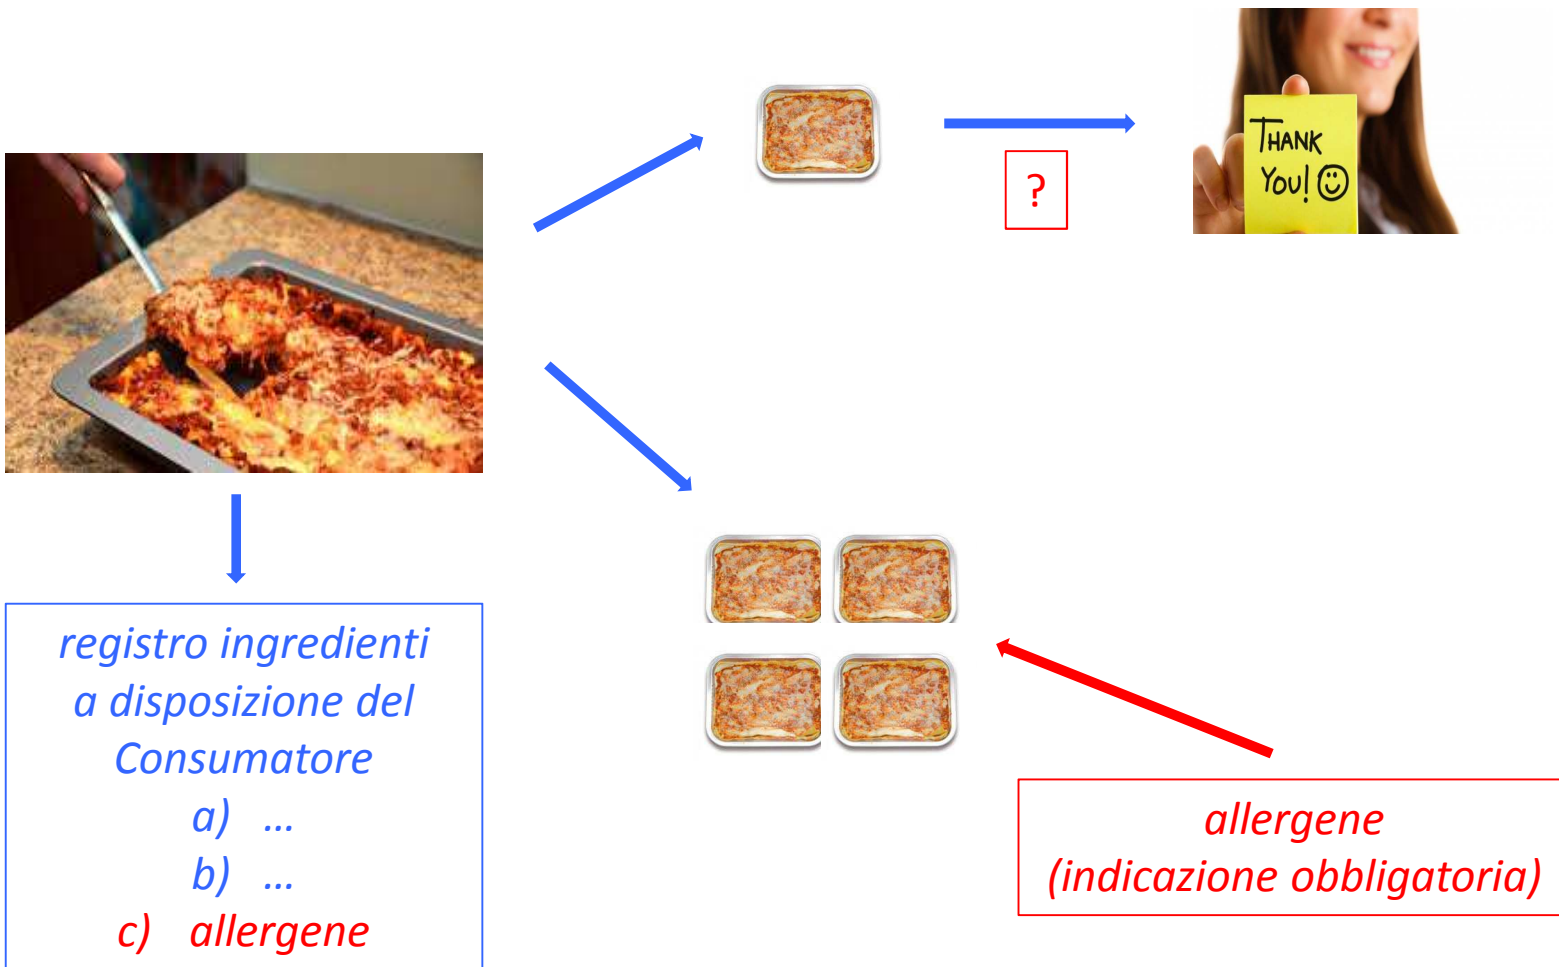 THANK
YOU!
?
registro ingredienti
a disposizione del
Consumatore
a) ...
b) ...
c) allergene
allergene
(indicazione obbligatoria)